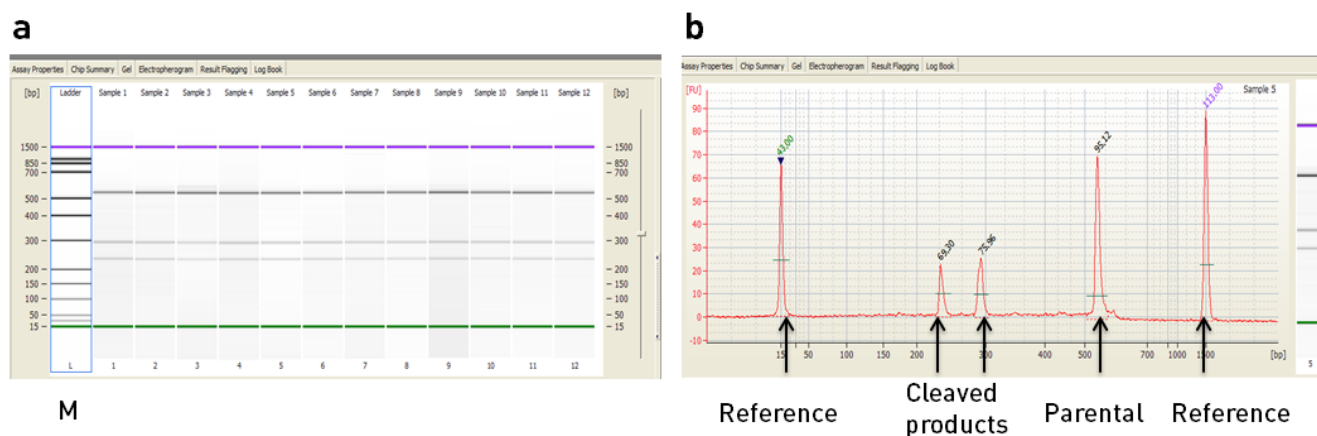 a
Assay Properties Chip Summary Gel Electropherogram Result Flagging Log Book
[bp] Ladder Sample 1 Sample 2 Sample 3 Sample 4 Sample 5 Sample 6 Sample 7 Sample 8 Sample 9 Sample 10 Sample 11 Sample 12 [bp]
1500 1500
850 850
700 700
500 500
400 400
300 300
200 200
150 150
100 100
50 50
15 15
L 1 2 3 4 5 6 7 8 9 10 11 12
M
b
Assay Properties Chip Summary Gel Electropherogram Result Flagging Log Book
[FU] Sample 5
90
80
70
60
50
40
30
20
10
0
-10
43.00
69.30
75.96
95.12
113.00
15 50 100 200 300 400 500 700 1000 1500 [bp]
5
Reference
Cleaved
products
Parental
Reference